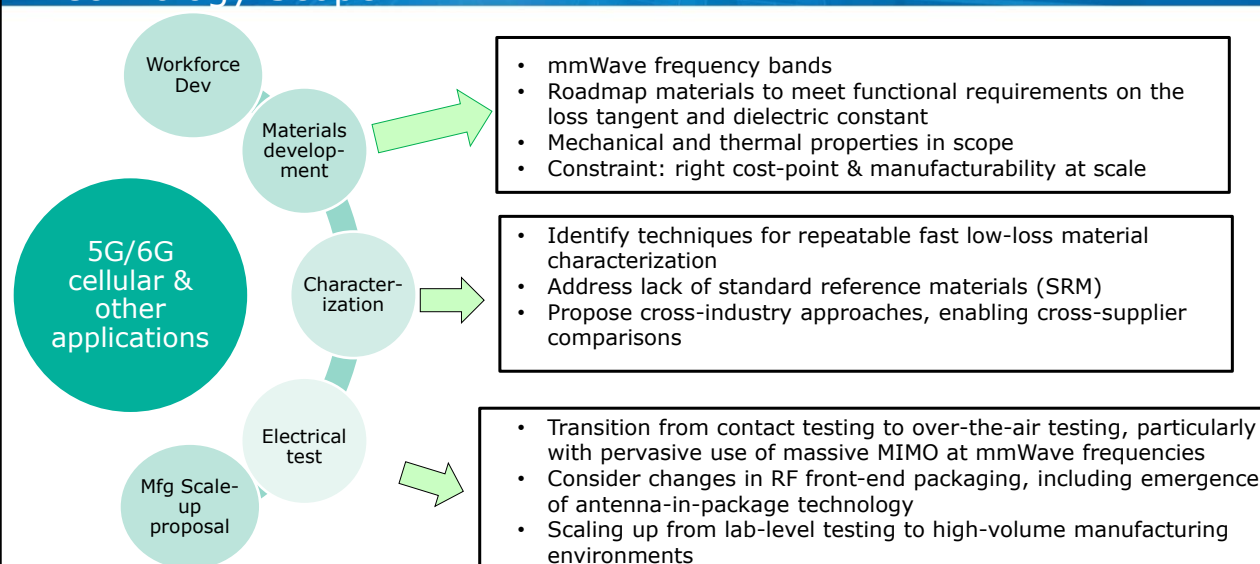 Workforce
Dev
Materials
develop-
ment
5G/6G
cellular &
other
applications
Character-
ization
Electrical
test
Mfg Scale-
up
proposal
• mmWave frequency bands
• Roadmap materials to meet functional requirements on the
loss tangent and dielectric constant
• Mechanical and thermal properties in scope
• Constraint: right cost-point & manufacturability at scale
• Identify techniques for repeatable fast low-loss material
characterization
• Address lack of standard reference materials (SRM)
• Propose cross-industry approaches, enabling cross-supplier
comparisons
• Transition from contact testing to over-the-air testing, particularly
with pervasive use of massive MIMO at mmWave frequencies
• Consider changes in RF front-end packaging, including emergence
of antenna-in-package technology
• Scaling up from lab-level testing to high-volume manufacturing
environments